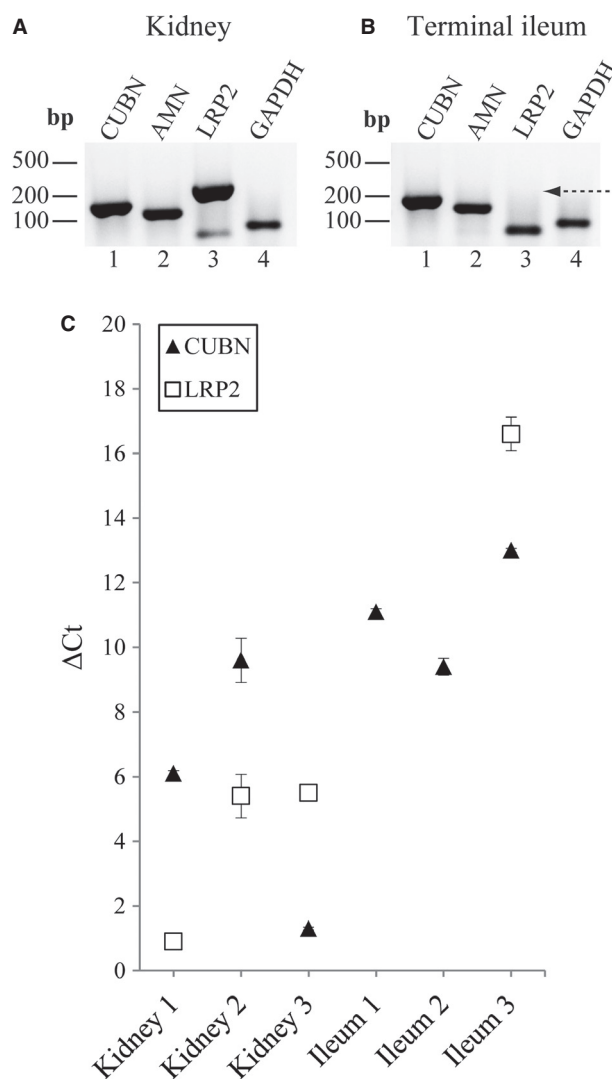 A Kidney
bp CUBN AMN LRP2 GAPDH
500
200
100
1 2 3 4
B Terminal ileum
bp CUBN AMN LRP2 GAPDH
500
200
100
1 2 3 4
C
CUBN
LRP2
ΔCt
20
18
16
14
12
10
8
6
4
2
0
Kidney 1
Kidney 2
Kidney 3
Ileum 1
Ileum 2
Ileum 3